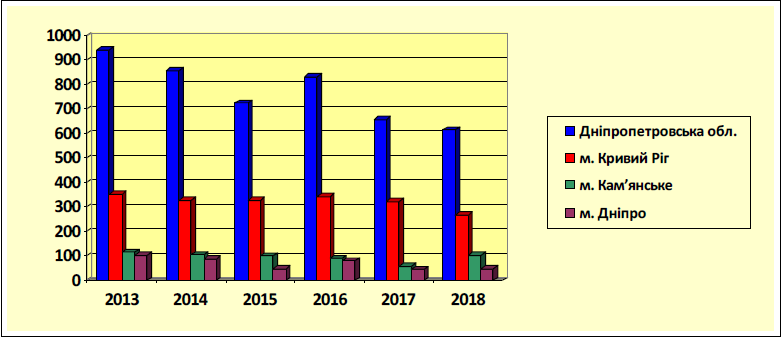 1000
900
800
700
600
500
400
300
200
100
0
2013 2014 2015 2016 2017 2018
Дніпропетровська обл.
м. Кривий Ріг
м. Кам’янське
м. Дніпро